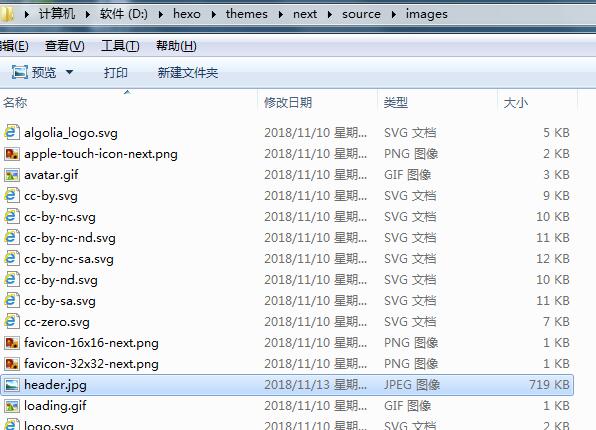 计算机 软件 (D:) hexo themes next source images
编辑(E) 查看(V) 工具(T) 帮助(H)
预览 打印 新建文件夹
名称 修改日期 类型 大小
algolia_logo.svg 2018/11/10 星期... SVG 文档 5 KB
apple-touch-icon-next.png 2018/11/10 星期... PNG 图像 2 KB
avatar.gif 2018/11/10 星期... GIF 图像 3 KB
cc-by.svg 2018/11/10 星期... SVG 文档 9 KB
cc-by-nc.svg 2018/11/10 星期... SVG 文档 10 KB
cc-by-nc-nd.svg 2018/11/10 星期... SVG 文档 11 KB
cc-by-nc-sa.svg 2018/11/10 星期... SVG 文档 12 KB
cc-by-nd.svg 2018/11/10 星期... SVG 文档 10 KB
cc-by-sa.svg 2018/11/10 星期... SVG 文档 11 KB
cc-zero.svg 2018/11/10 星期... SVG 文档 7 KB
favicon-16x16-next.png 2018/11/10 星期... PNG 图像 1 KB
favicon-32x32-next.png 2018/11/10 星期... PNG 图像 1 KB
header.jpg 2018/11/13 星期... JPEG 图像 719 KB
loading.gif 2018/11/10 星期... GIF 图像 1 KB
logo.svg 2018/11/10 星期... SVG 文档 2 KB